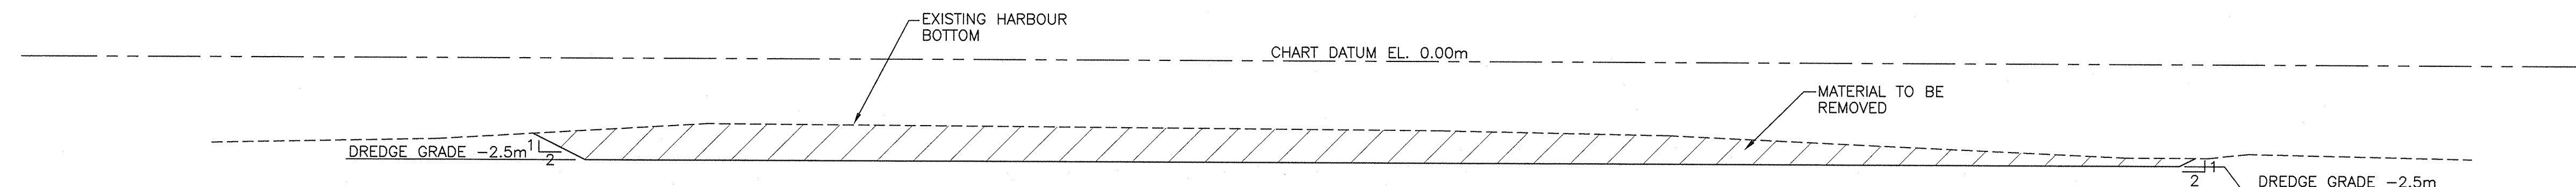 EXISTING HARBOUR
BOTTOM
CHART DATUM EL. 0.00m
MATERIAL TO BE
REMOVED
DREDGE GRADE -2.5m
1
2
1
2
DREDGE GRADE -2.5m